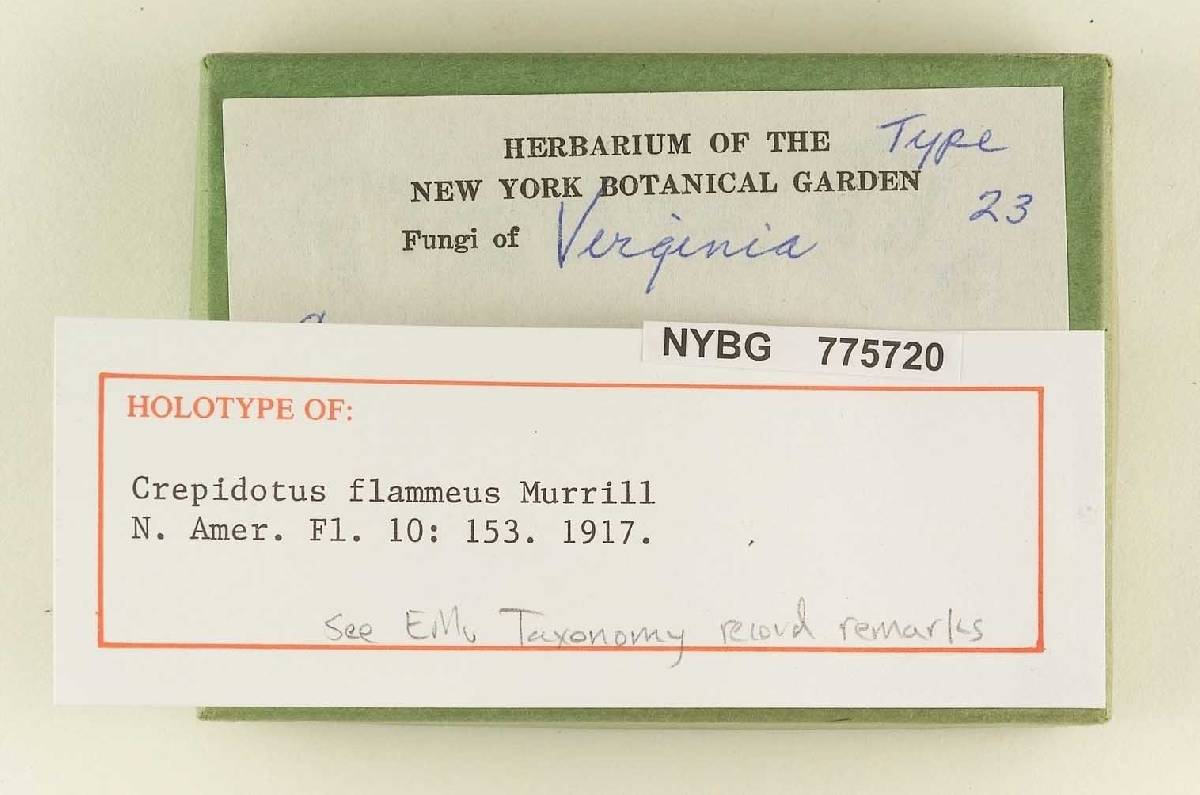 HERBARIUM OF THE Type
NEW YORK BOTANICAL GARDEN
23
Fungi of Virginia
NYBG 775720
HOLOTYPE OF:
Crepidotus flammeus Murrill
N. Amer. Fl. 10: 153. 1917.
See EMu Taxonomy record remarks